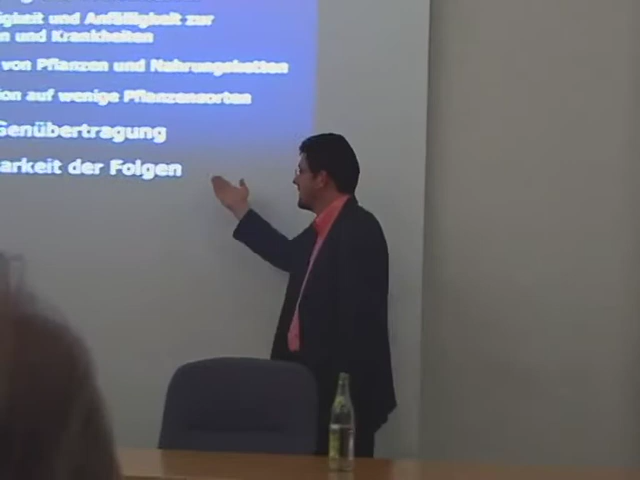 igkeit und Anfälligkeit zur
n und Krankheiten
von Pflanzen und Nahrungsketten
ion auf wenige Pflanzensorten
Genübertragung
arkeit der Folgen